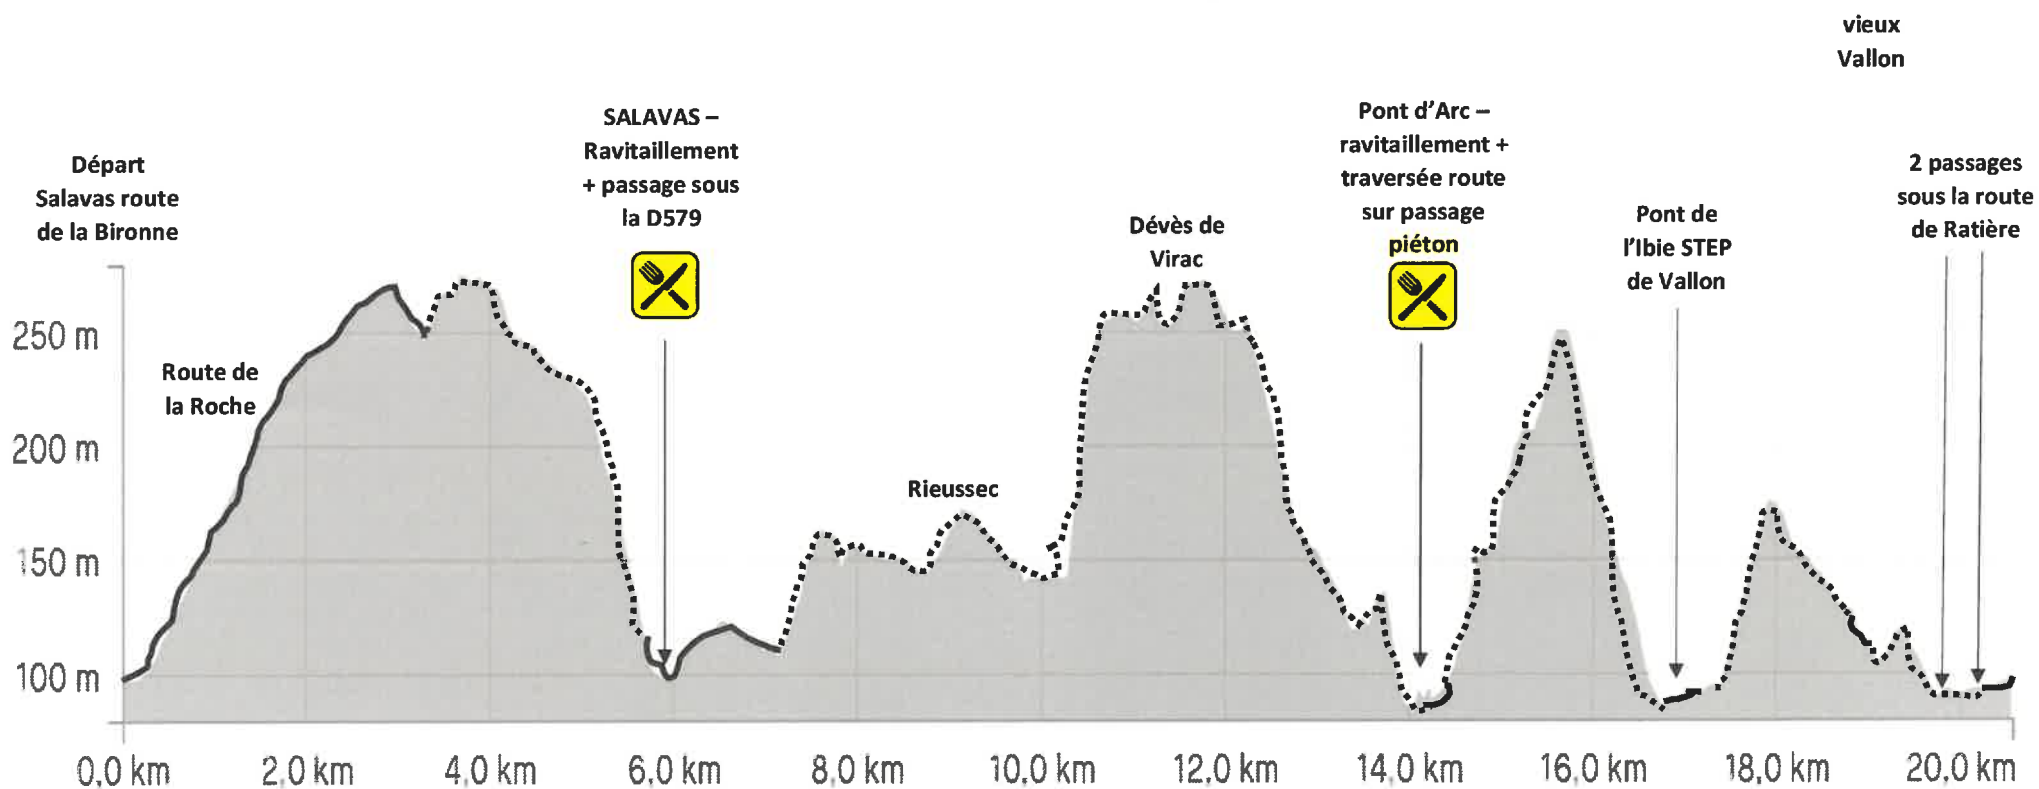 vieux
Vallon
SALAVAS –
Ravitaillement
+ passage sous
la D579
Pont d'Arc –
ravitaillement +
traversée route
sur passage
piéton
Départ
Salavas route
de la Bironne
2 passages
sous la route
de Ratière
Dévès de
Virac
Pont de
l'Ibie STEP
de Vallon
Route de
la Roche
Rieussec
250 m
200 m
150 m
100 m
0,0 km 2,0 km 4,0 km 6,0 km 8,0 km 10,0 km 12,0 km 14,0 km 16,0 km 18,0 km 20,0 km